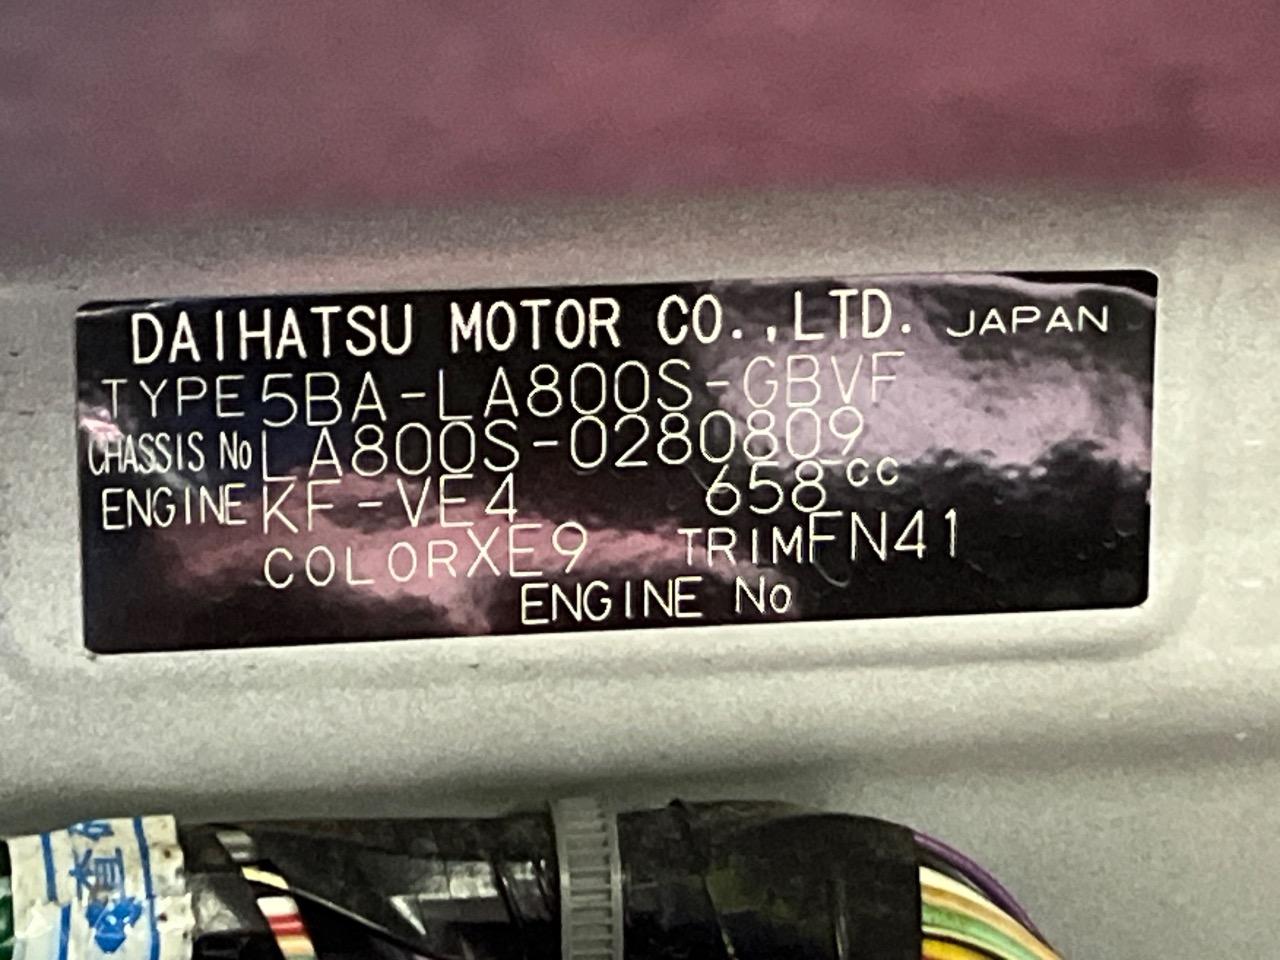 DAIHATSU MOTOR CO.,LTD. JAPAN
TYPE 5BA-LA800S-GBVF
CHASSIS No LA800S-0280809
ENGINE KF-VE4 658cc
COLOR XE9 TRIM FN41
ENGINE No